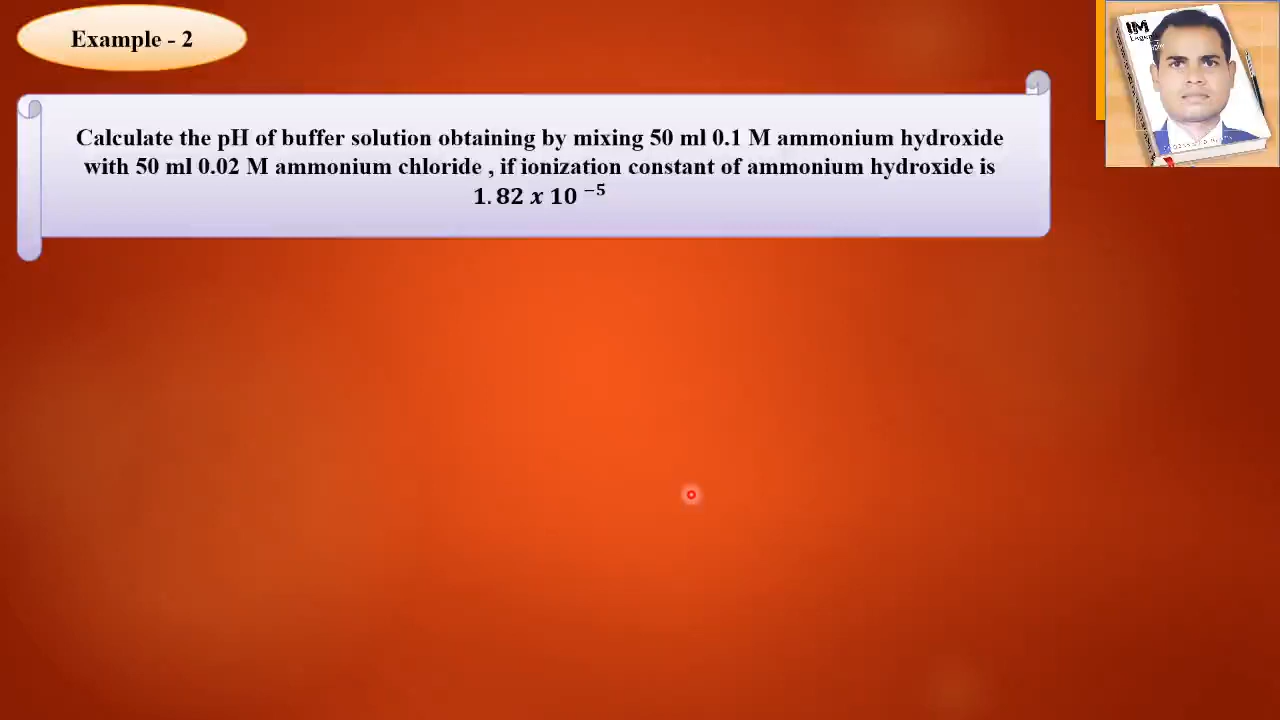 Example - 2
Calculate the pH of buffer solution obtaining by mixing 50 ml 0.1 M ammonium hydroxide
with 50 ml 0.02 M ammonium chloride , if ionization constant of ammonium hydroxide is
1.82 x 10 ⁻⁵